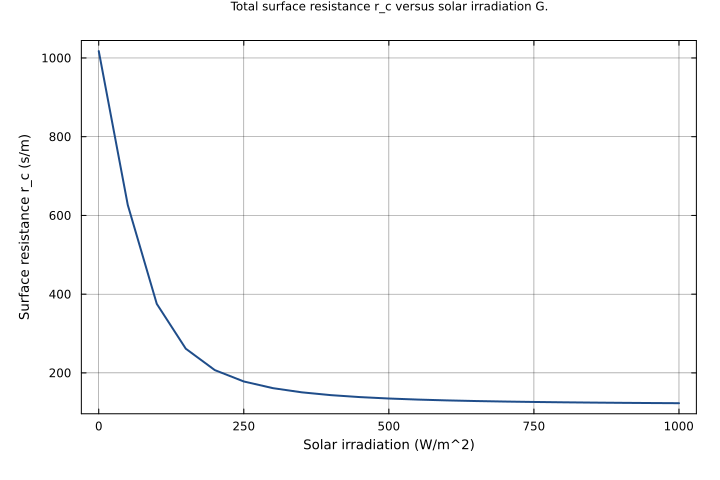 Total surface resistance r_c versus solar irradiation G.
1000
800
600
400
200
Surface resistance r_c (s/m)
0 250 500 750 1000
Solar irradiation (W/m^2)